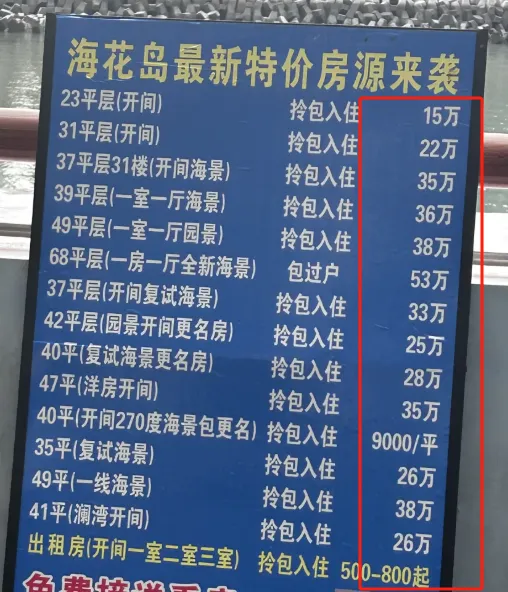 海花岛最新特价房源来袭
23平层(开间) 拎包入住 15万
31平层(开间) 拎包入住 22万
37平层31楼(开间海景) 拎包入住 35万
39平层(一室一厅海景) 拎包入住 36万
49平层(一室一厅园景) 拎包入住 38万
68平层(一房一厅全新海景) 包过户 53万
37平层(开间复试海景) 拎包入住 33万
42平层(园景开间更名房) 拎包入住 25万
40平(复试海景更名房) 拎包入住 28万
47平(洋房开间) 拎包入住 35万
40平(开间270度海景包更名) 拎包入住 9000/平
35平(复试海景) 拎包入住 26万
49平(一线海景) 拎包入住 38万
41平(澜湾开间) 拎包入住 26万
出租房(开间一室二室三室) 拎包入住 500-800起
免费接送看房